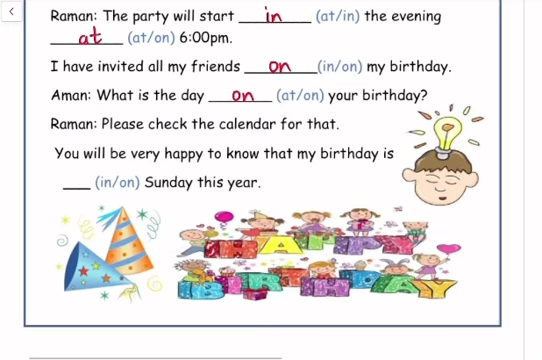 Raman: The party will start in (at/in) the evening
at (at/on) 6:00pm.
I have invited all my friends on (in/on) my birthday.
Aman: What is the day on (at/on) your birthday?
Raman: Please check the calendar for that.
You will be very happy to know that my birthday is
___ (in/on) Sunday this year.
HAPPY
BIRTHDAY